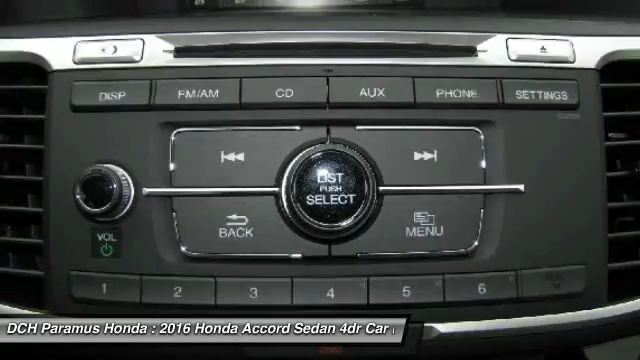 DISP FM/AM CD AUX PHONE SETTINGS
LIST
PUSH
SELECT
BACK
MENU
VOL
1 2 3 4 5 6
DCH Paramus Honda : 2016 Honda Accord Sedan 4dr Car